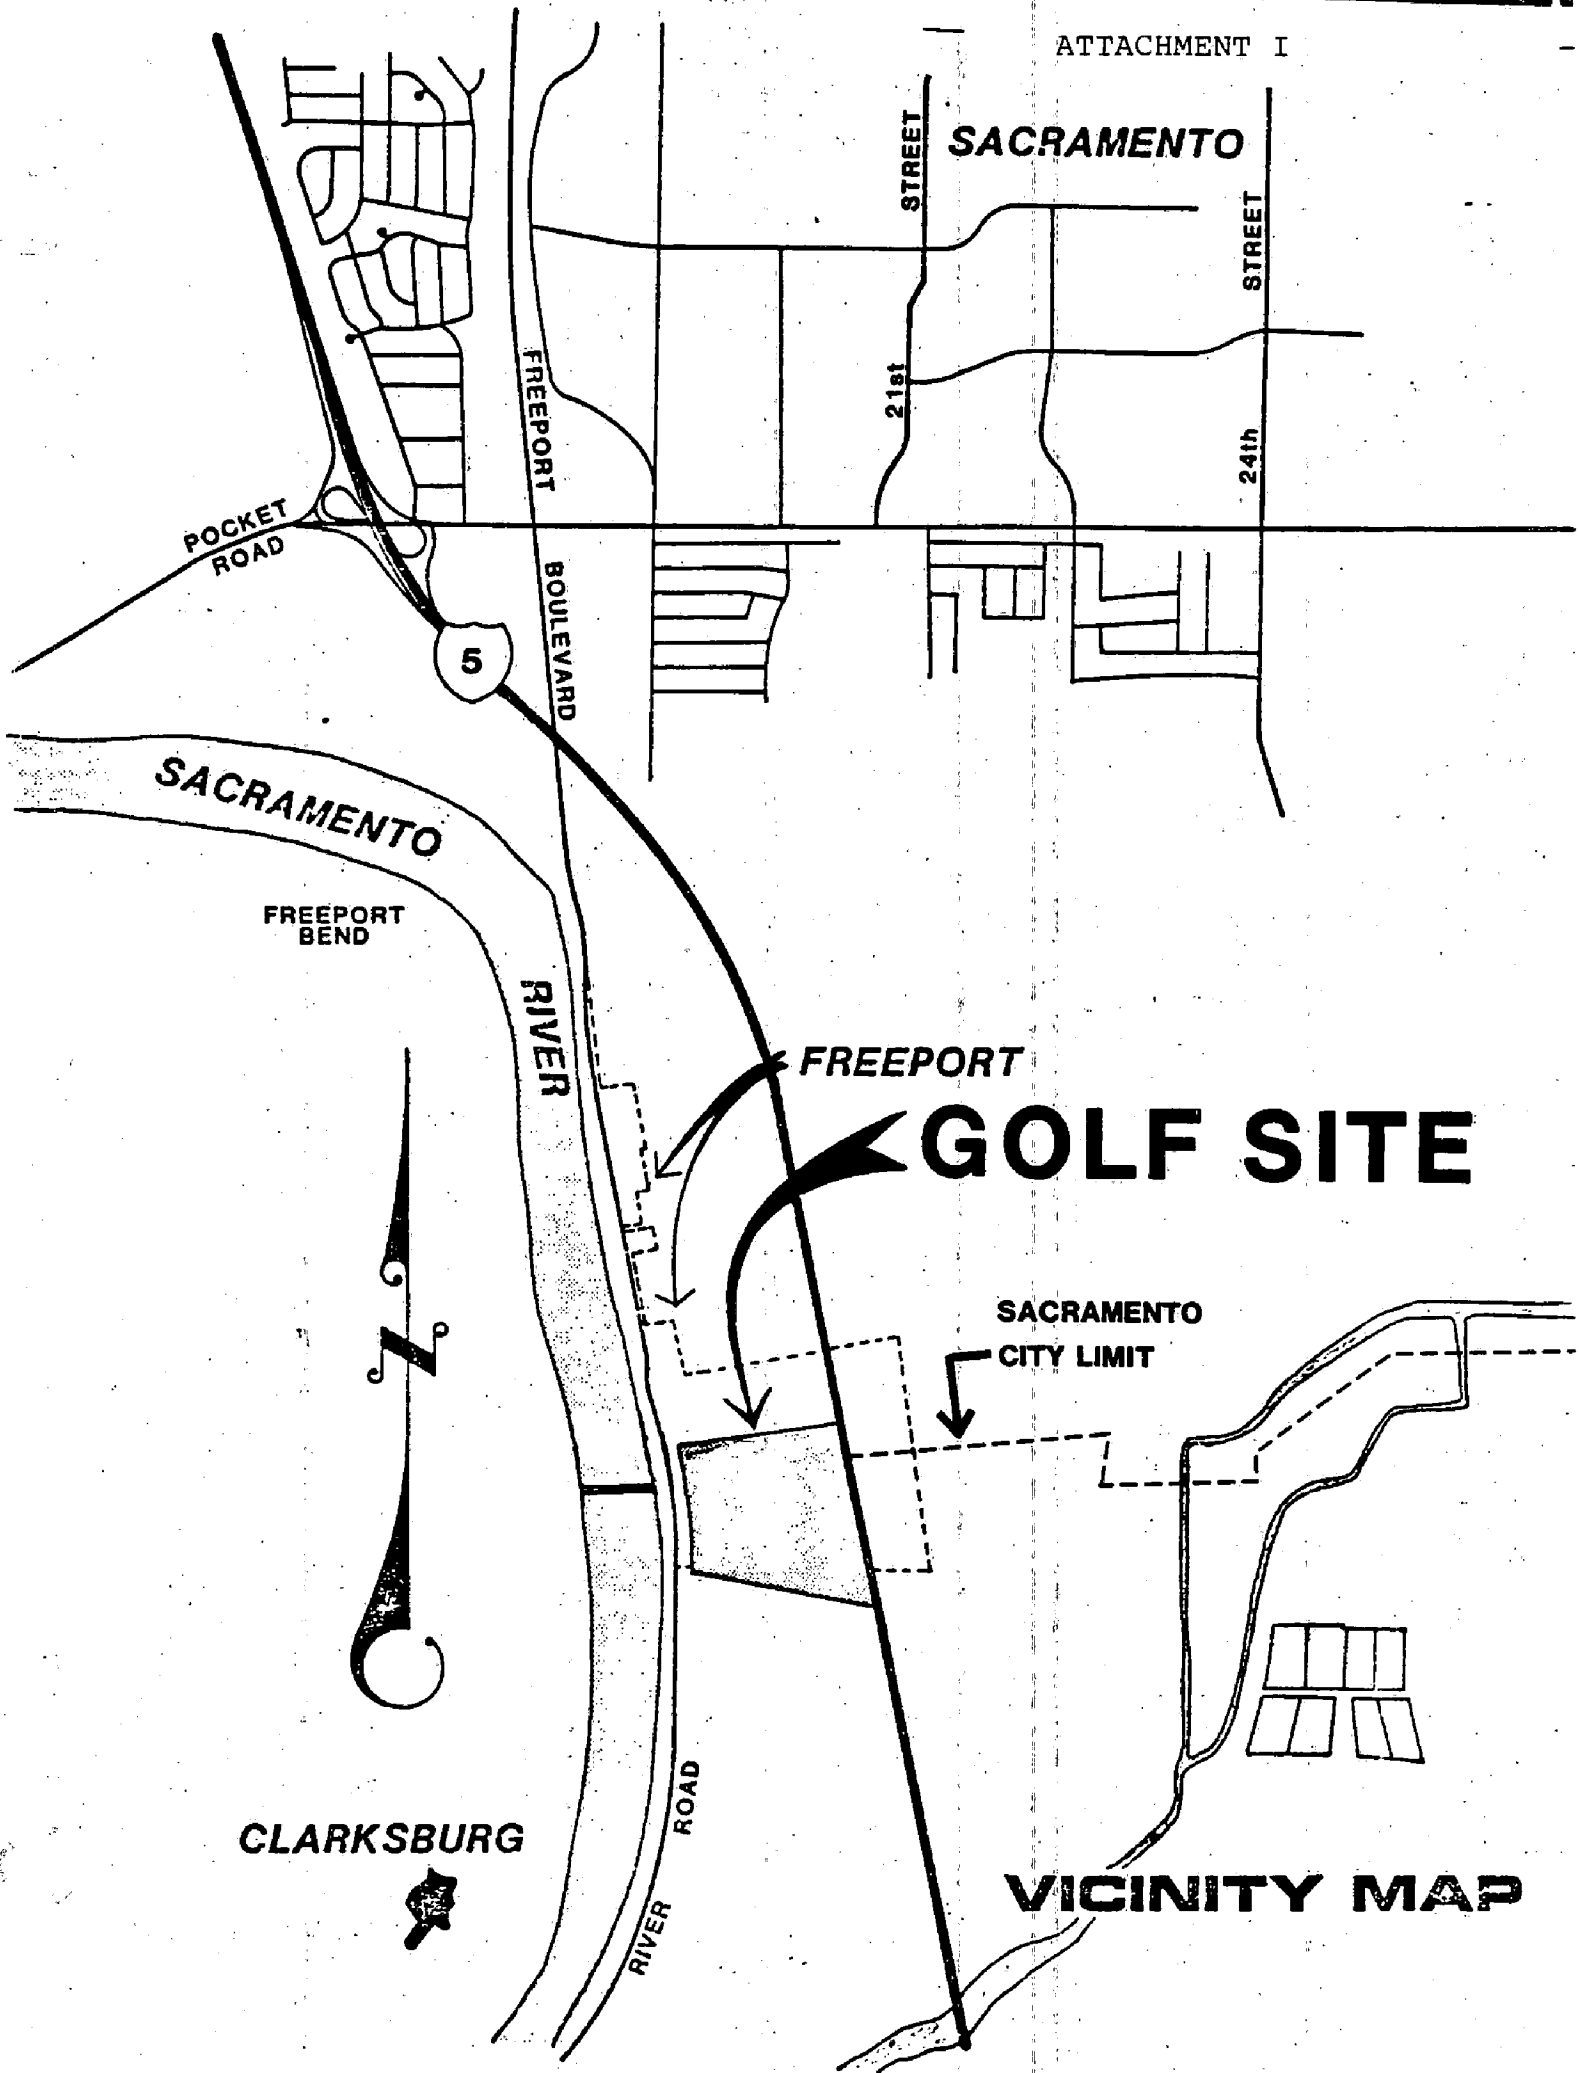 ATTACHMENT I
SACRAMENTO
STREET
21st
STREET
24th
FREEPORT
BOULEVARD
POCKET
ROAD
5
SACRAMENTO
RIVER
FREEPORT
BEND
FREEPORT
GOLF SITE
SACRAMENTO
CITY LIMIT
N
CLARKSBURG
ROAD
RIVER
VICINITY MAP